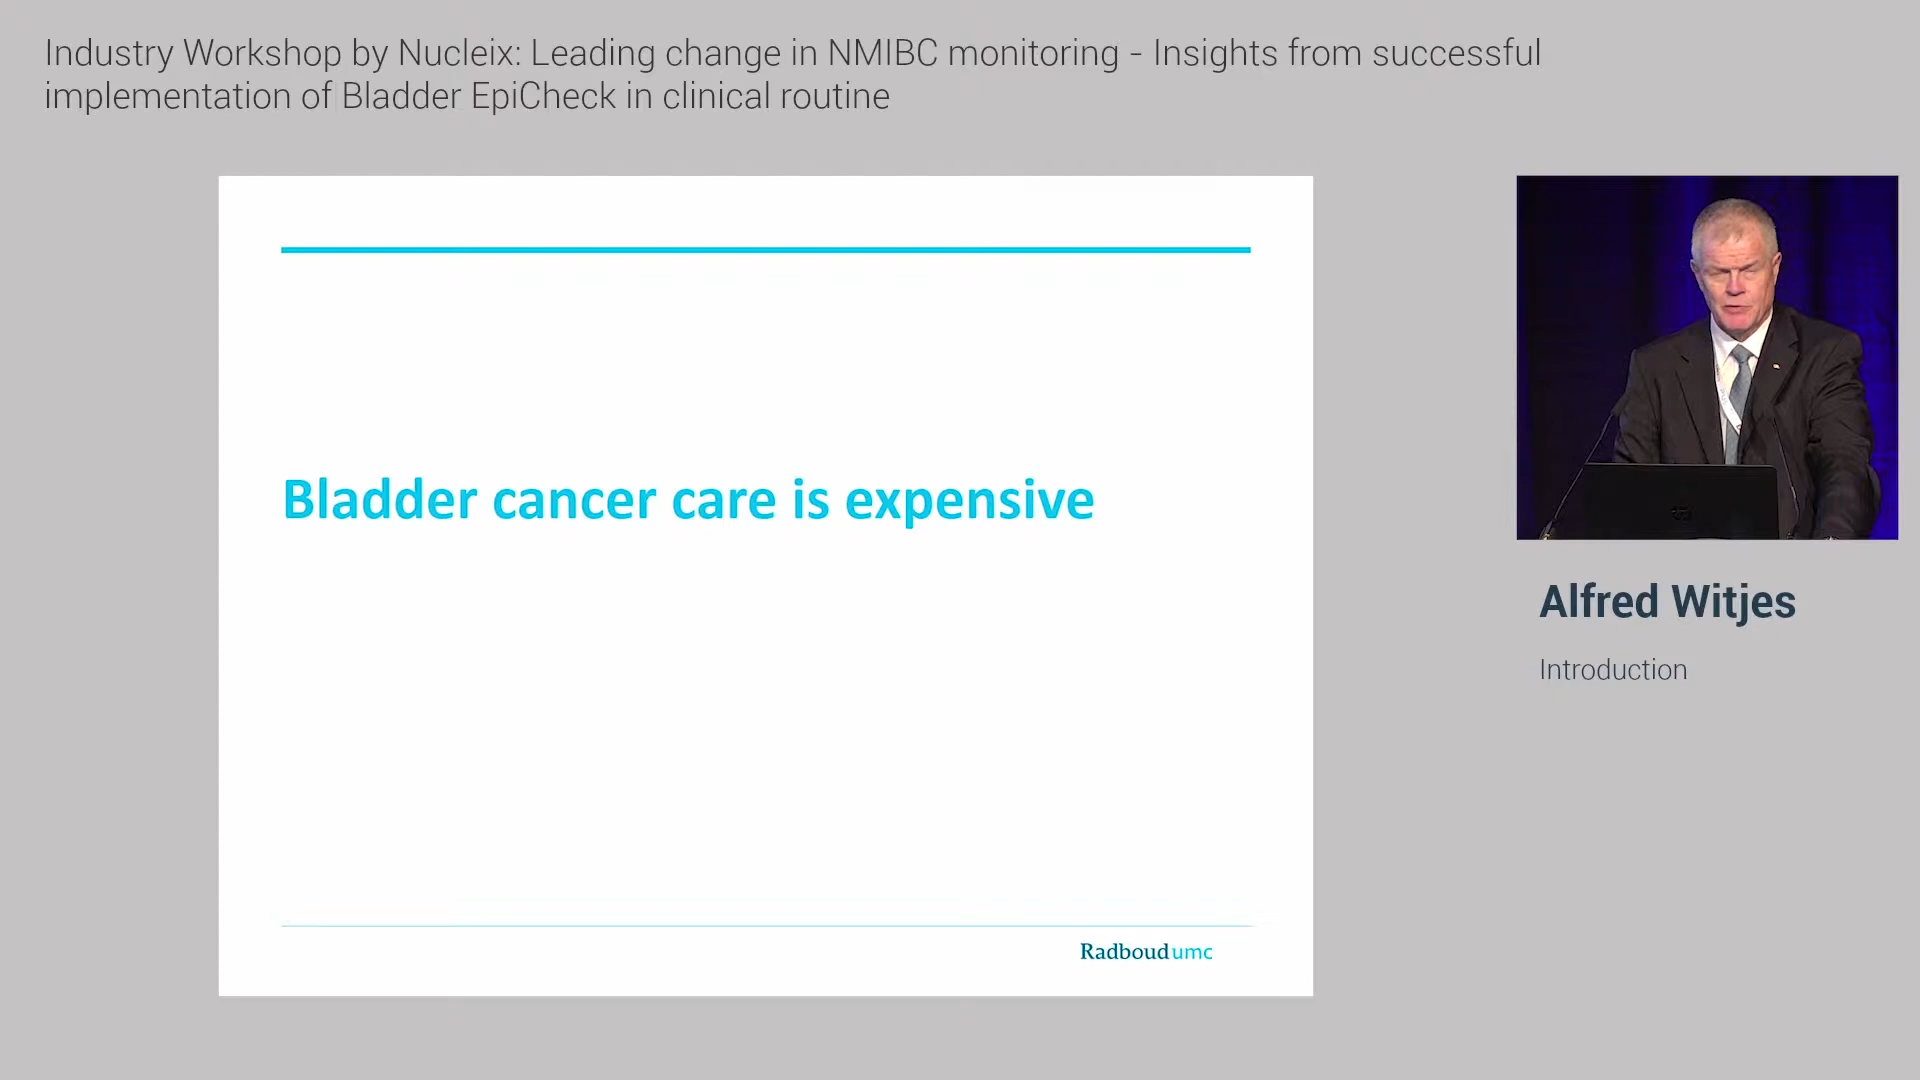 Industry Workshop by Nucleix: Leading change in NMIBC monitoring - Insights from successful
implementation of Bladder EpiCheck in clinical routine
Bladder cancer care is expensive
Radboudumc
Alfred Witjes
Introduction